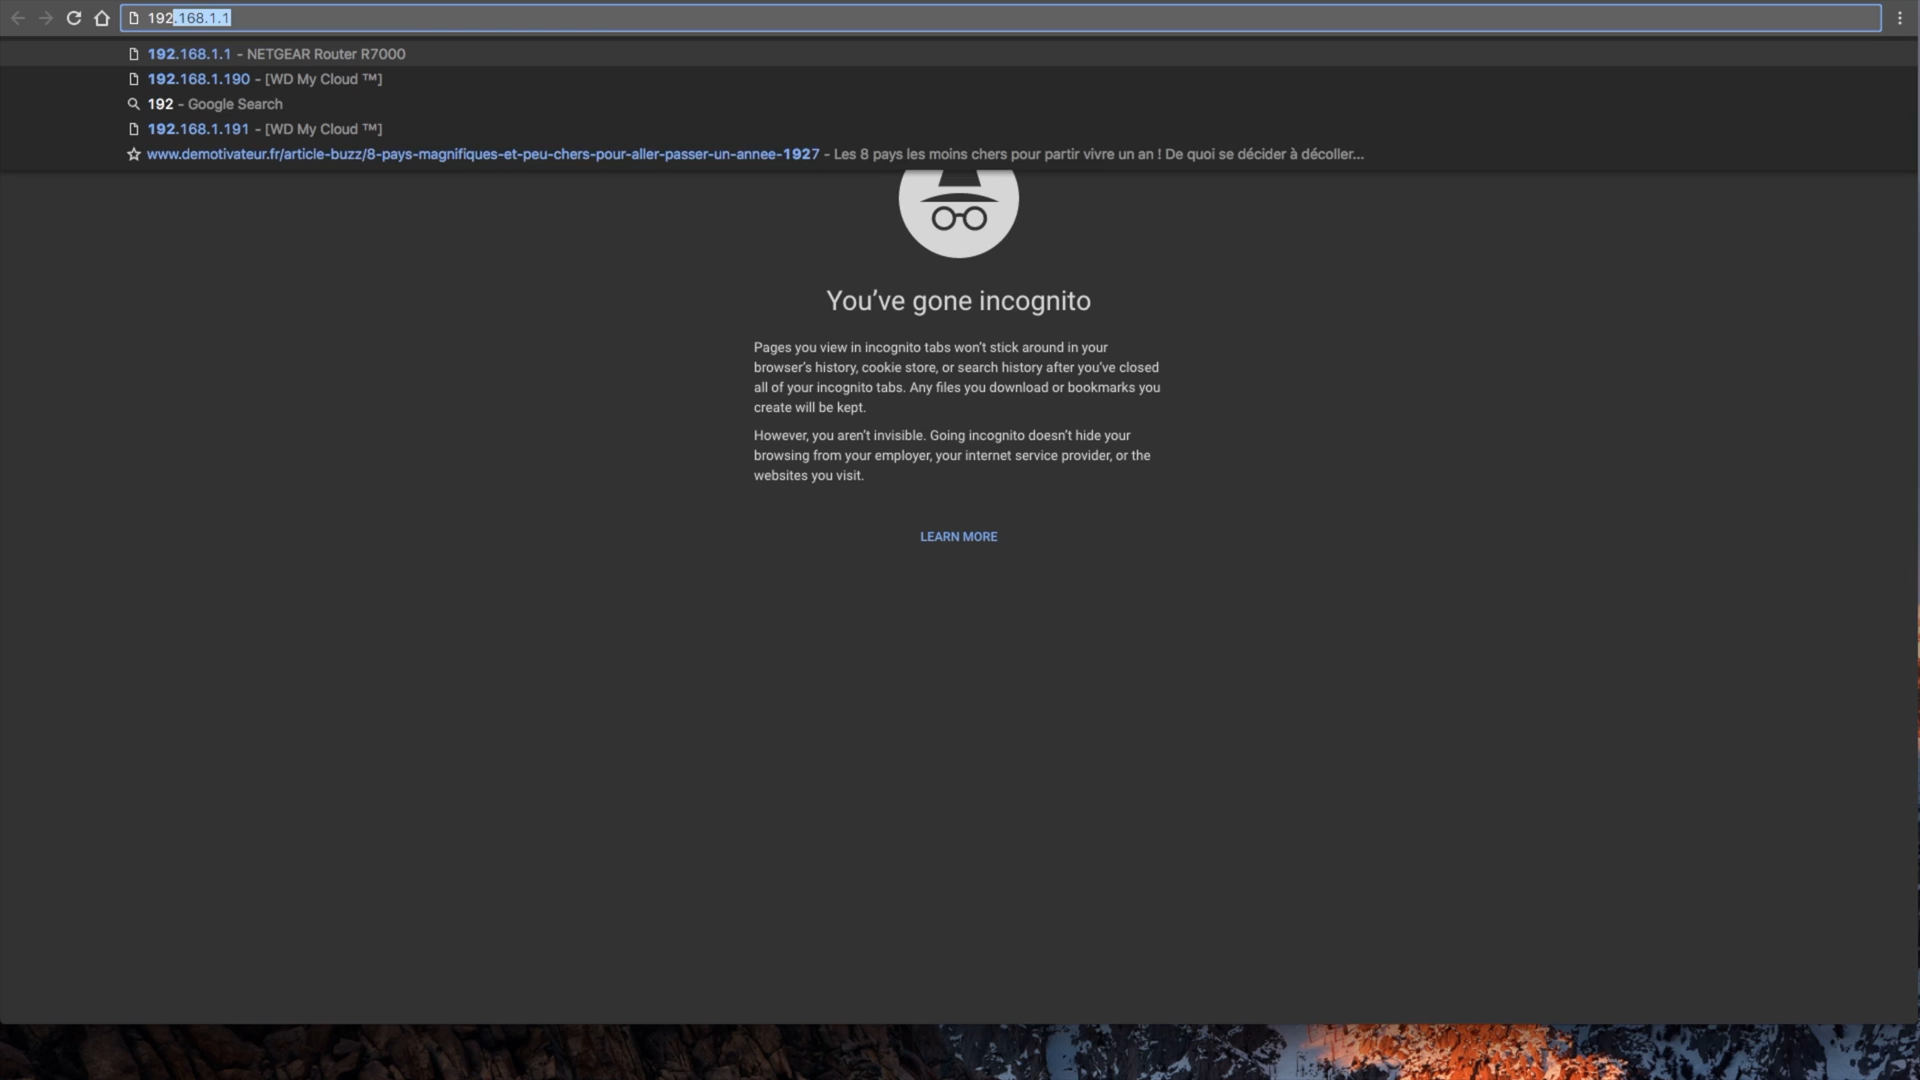 192.168.1.1
192.168.1.1 - NETGEAR Router R7000
192.168.1.190 - [WD My Cloud ™]
192 - Google Search
192.168.1.191 - [WD My Cloud ™]
www.demotivateur.fr/article-buzz/8-pays-magnifiques-et-peu-chers-pour-aller-passer-un-annee-1927 - Les 8 pays les moins chers pour partir vivre un an ! De quoi se décider à décoller...
You’ve gone incognito
Pages you view in incognito tabs won’t stick around in your
browser’s history, cookie store, or search history after you’ve closed
all of your incognito tabs. Any files you download or bookmarks you
create will be kept.
However, you aren’t invisible. Going incognito doesn’t hide your
browsing from your employer, your internet service provider, or the
websites you visit.
LEARN MORE